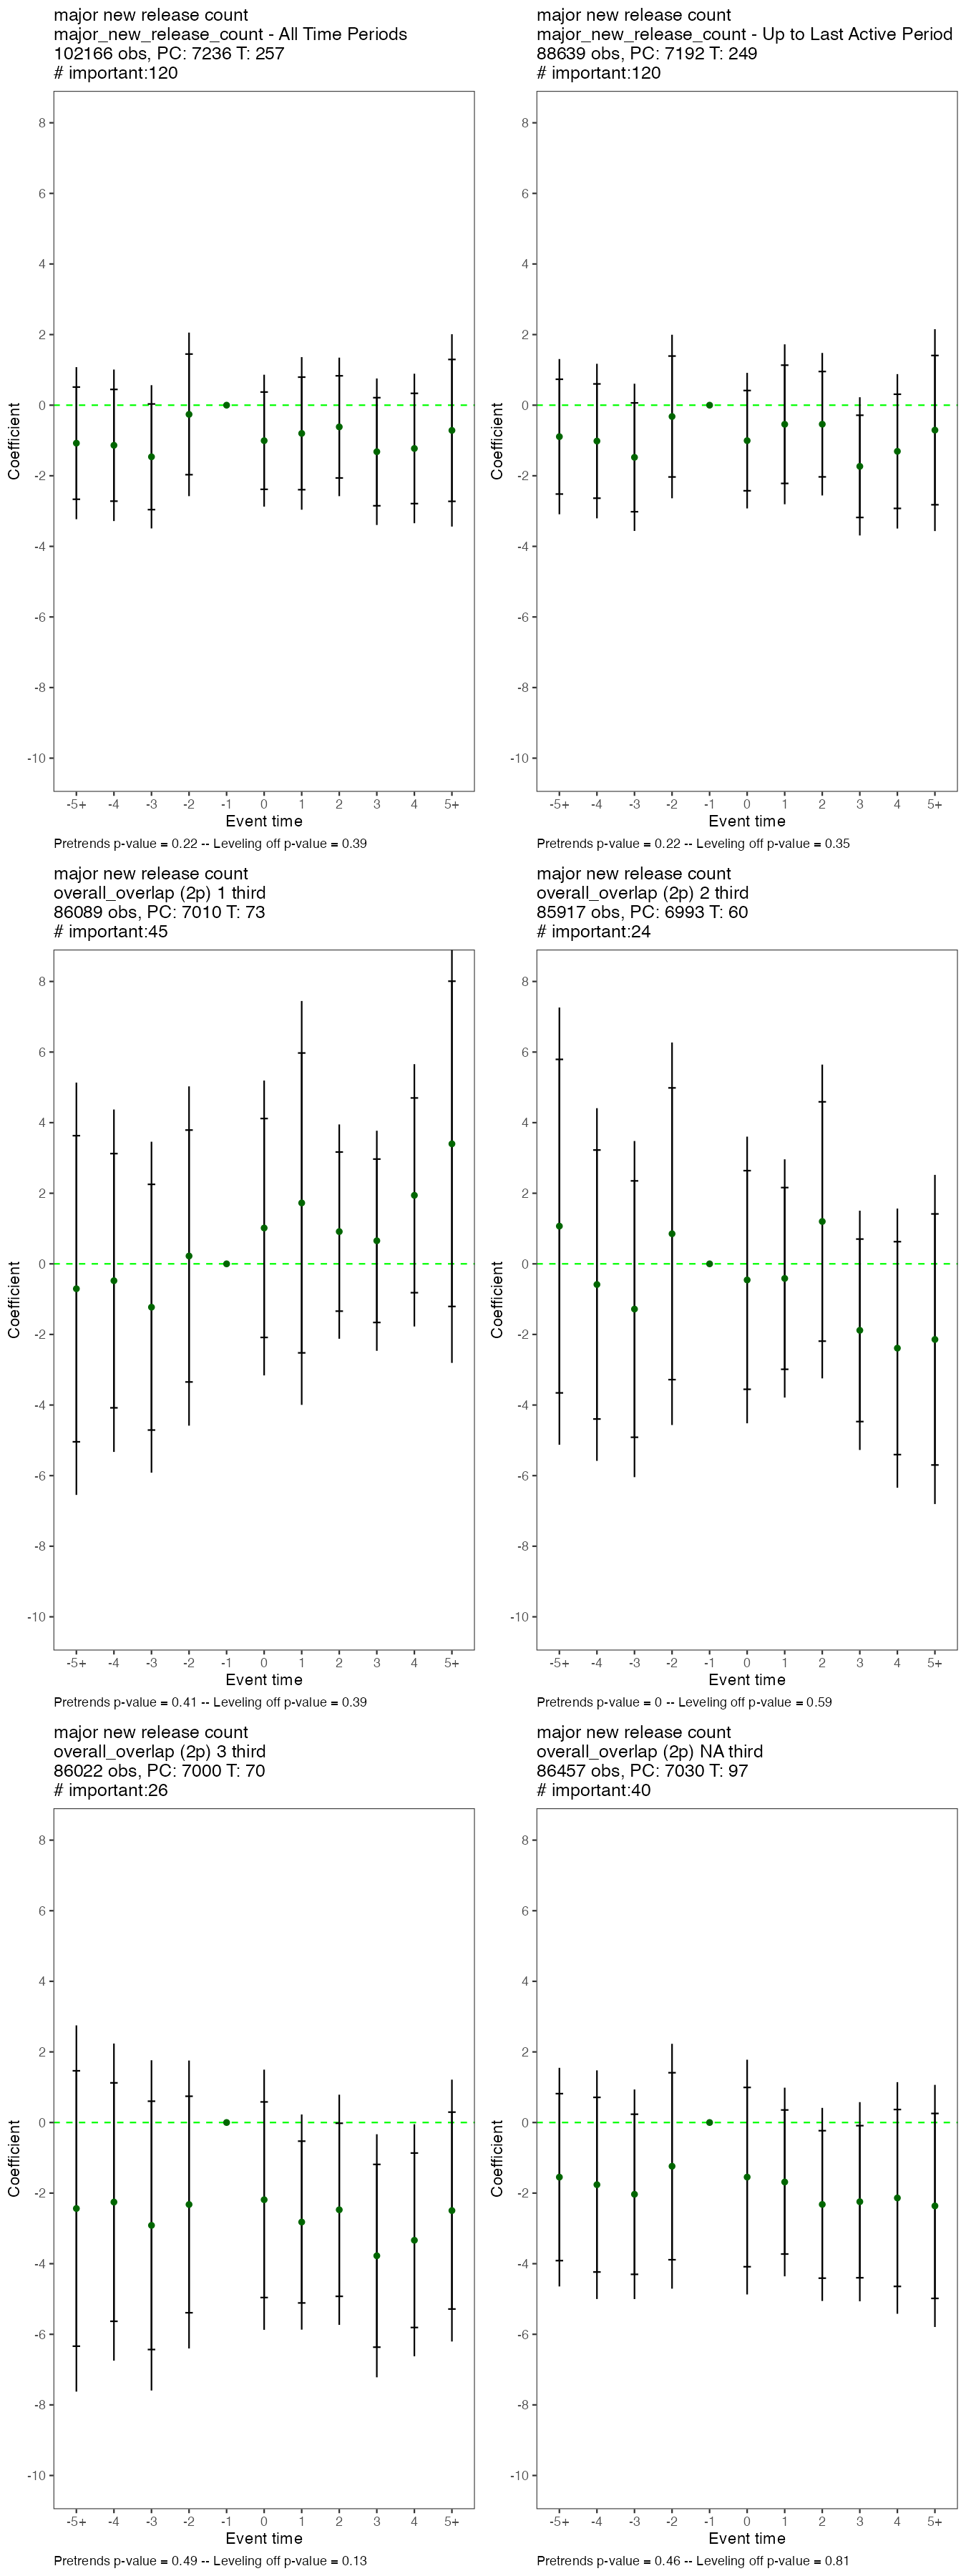 major new release count
major_new_release_count - All Time Periods
102166 obs, PC: 7236 T: 257
# important:120
8
6
4
2
0
-2
-4
-6
-8
-10
Coefficient
-5+ -4 -3 -2 -1 0 1 2 3 4 5+
Event time
Pretrends p-value = 0.22 -- Leveling off p-value = 0.39
major new release count
major_new_release_count - Up to Last Active Period
88639 obs, PC: 7192 T: 249
# important:120
8
6
4
2
0
-2
-4
-6
-8
-10
Coefficient
-5+ -4 -3 -2 -1 0 1 2 3 4 5+
Event time
Pretrends p-value = 0.22 -- Leveling off p-value = 0.35
major new release count
overall_overlap (2p) 1 third
86089 obs, PC: 7010 T: 73
# important:45
8
6
4
2
0
-2
-4
-6
-8
-10
Coefficient
-5+ -4 -3 -2 -1 0 1 2 3 4 5+
Event time
Pretrends p-value = 0.41 -- Leveling off p-value = 0.39
major new release count
overall_overlap (2p) 2 third
85917 obs, PC: 6993 T: 60
# important:24
8
6
4
2
0
-2
-4
-6
-8
-10
Coefficient
-5+ -4 -3 -2 -1 0 1 2 3 4 5+
Event time
Pretrends p-value = 0 -- Leveling off p-value = 0.59
major new release count
overall_overlap (2p) 3 third
86022 obs, PC: 7000 T: 70
# important:26
8
6
4
2
0
-2
-4
-6
-8
-10
Coefficient
-5+ -4 -3 -2 -1 0 1 2 3 4 5+
Event time
Pretrends p-value = 0.49 -- Leveling off p-value = 0.13
major new release count
overall_overlap (2p) NA third
86457 obs, PC: 7030 T: 97
# important:40
8
6
4
2
0
-2
-4
-6
-8
-10
Coefficient
-5+ -4 -3 -2 -1 0 1 2 3 4 5+
Event time
Pretrends p-value = 0.46 -- Leveling off p-value = 0.81